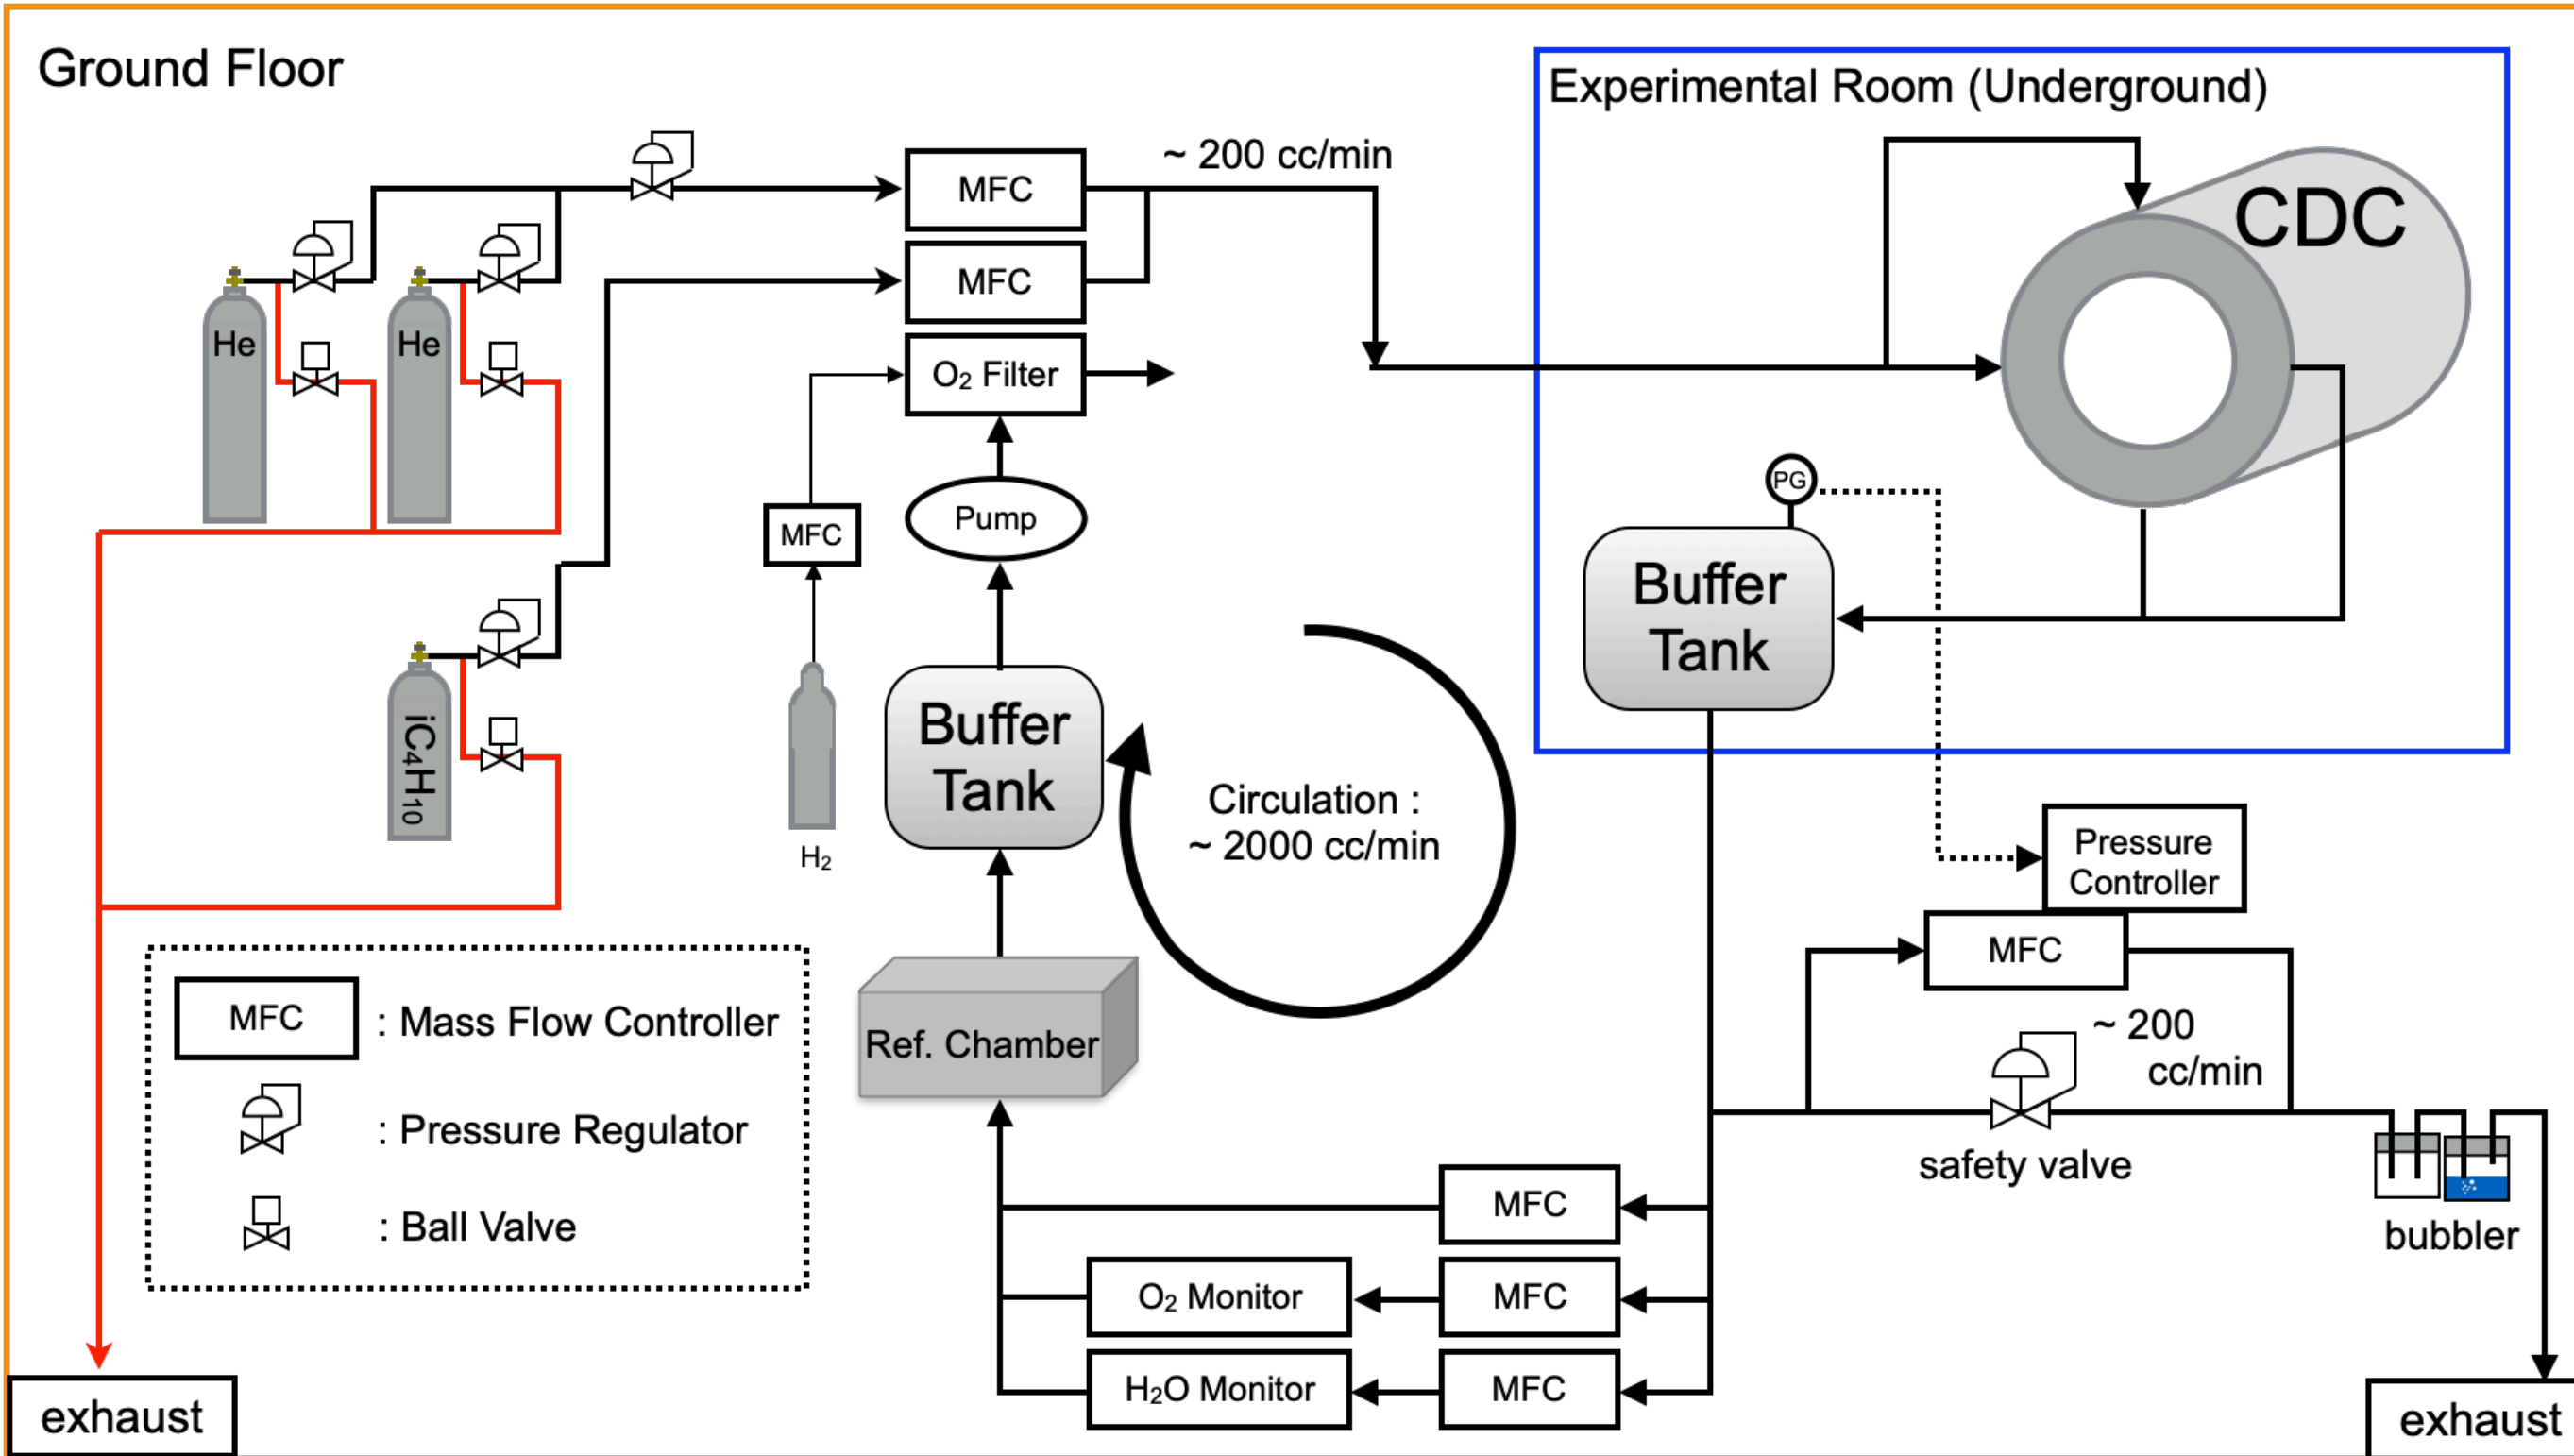 Ground Floor
Experimental Room (Underground)
~ 200 cc/min
MFC
MFC
O₂ Filter
CDC
He
He
PG
MFC
Pump
Buffer
Tank
Buffer
Tank
iC₄H₁₀
H₂
Circulation :
~ 2000 cc/min
Pressure
Controller
MFC
~ 200
cc/min
safety valve
bubbler
Ref. Chamber
MFC
: Mass Flow Controller
: Pressure Regulator
: Ball Valve
MFC
O₂ Monitor
MFC
H₂O Monitor
MFC
exhaust
exhaust